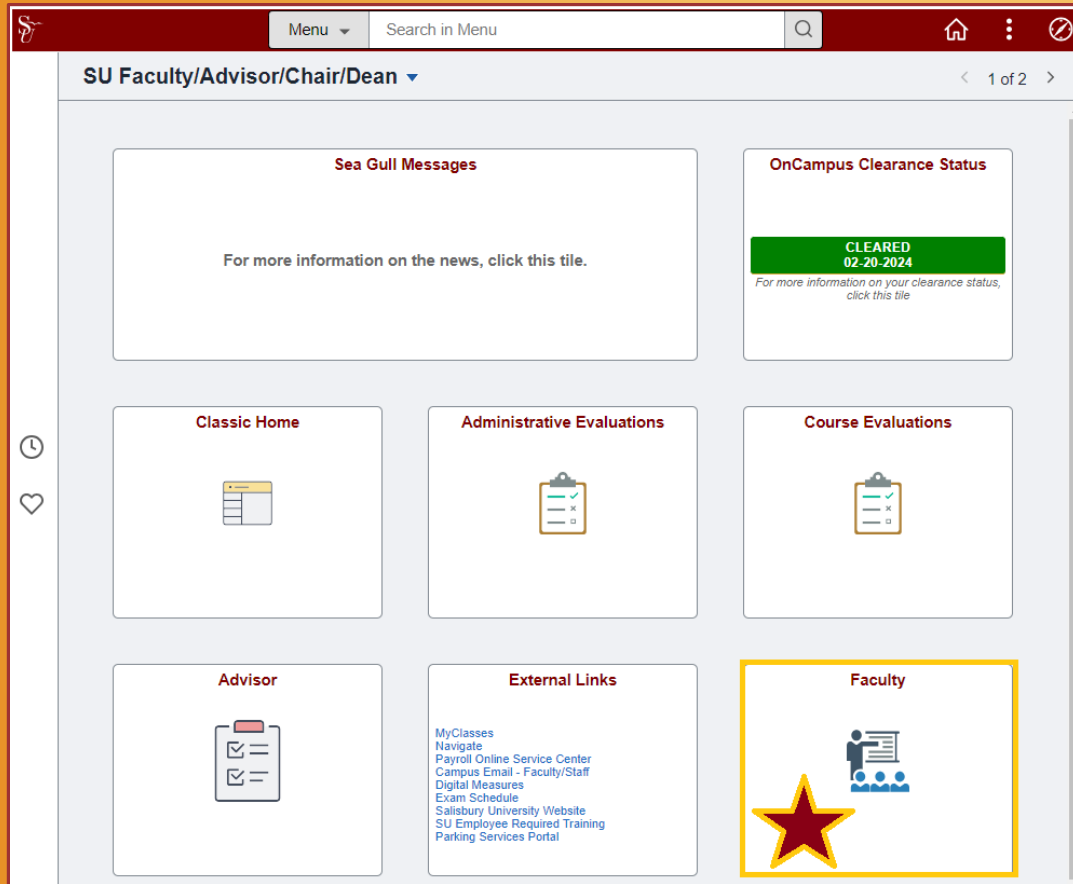 SU
Menu
Search in Menu
SU Faculty/Advisor/Chair/Dean
1 of 2
Sea Gull Messages
For more information on the news, click this tile.
OnCampus Clearance Status
CLEARED
02-20-2024
For more information on your clearance status,
click this tile
Classic Home
Administrative Evaluations
Course Evaluations
Advisor
External Links
MyClasses
Navigate
Payroll Online Service Center
Campus Email - Faculty/Staff
Digital Measures
Exam Schedule
Salisbury University Website
SU Employee Required Training
Parking Services Portal
Faculty